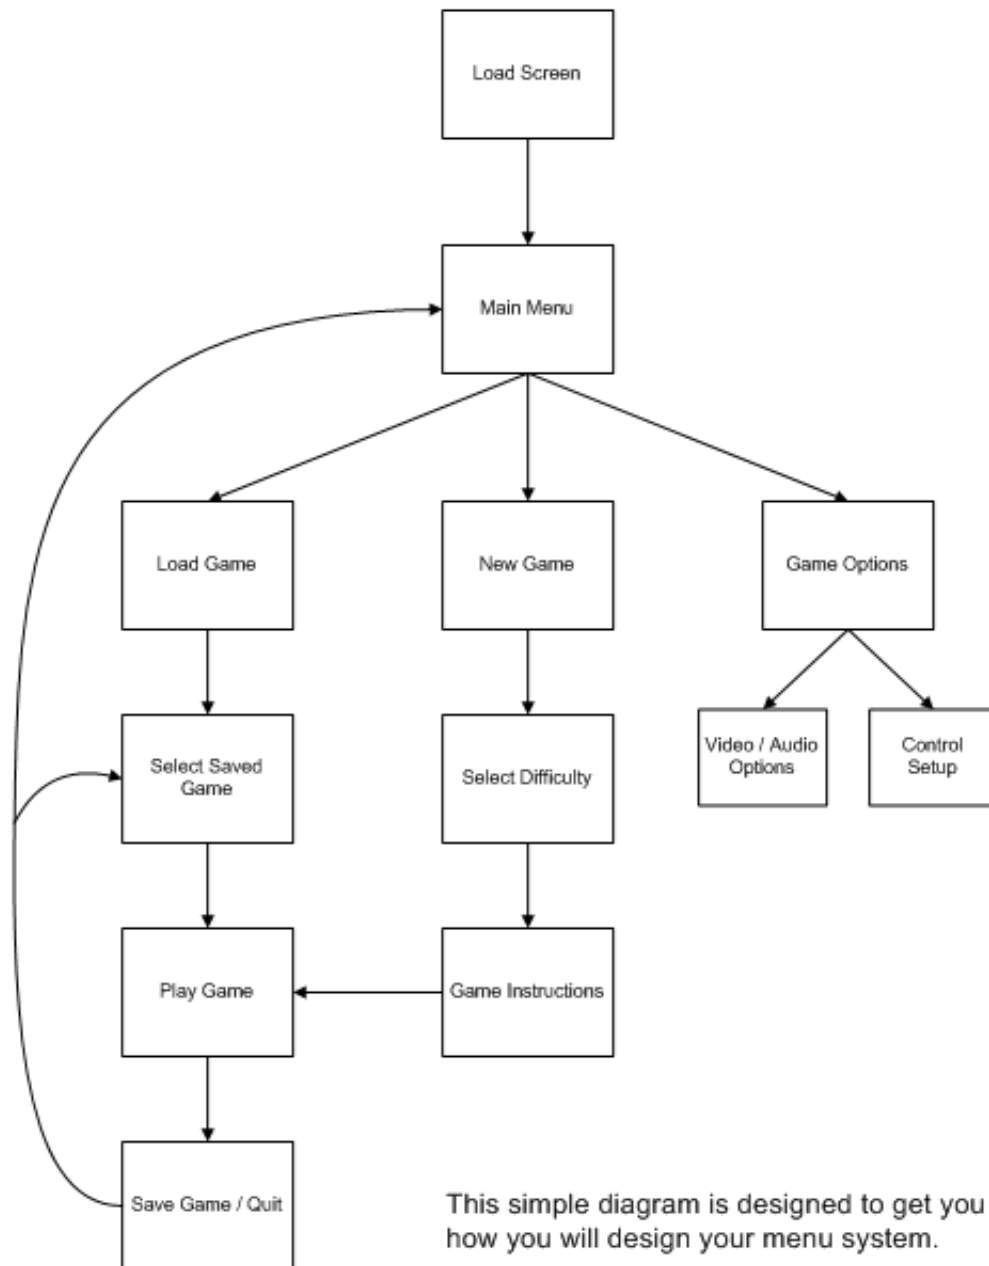 Load Screen
Main Menu
Load Game
New Game
Game Options
Select Saved
Game
Select Difficulty
Video / Audio
Options
Control
Setup
Play Game
Game Instructions
Save Game / Quit
This simple diagram is designed to get you
how you will design your menu system.